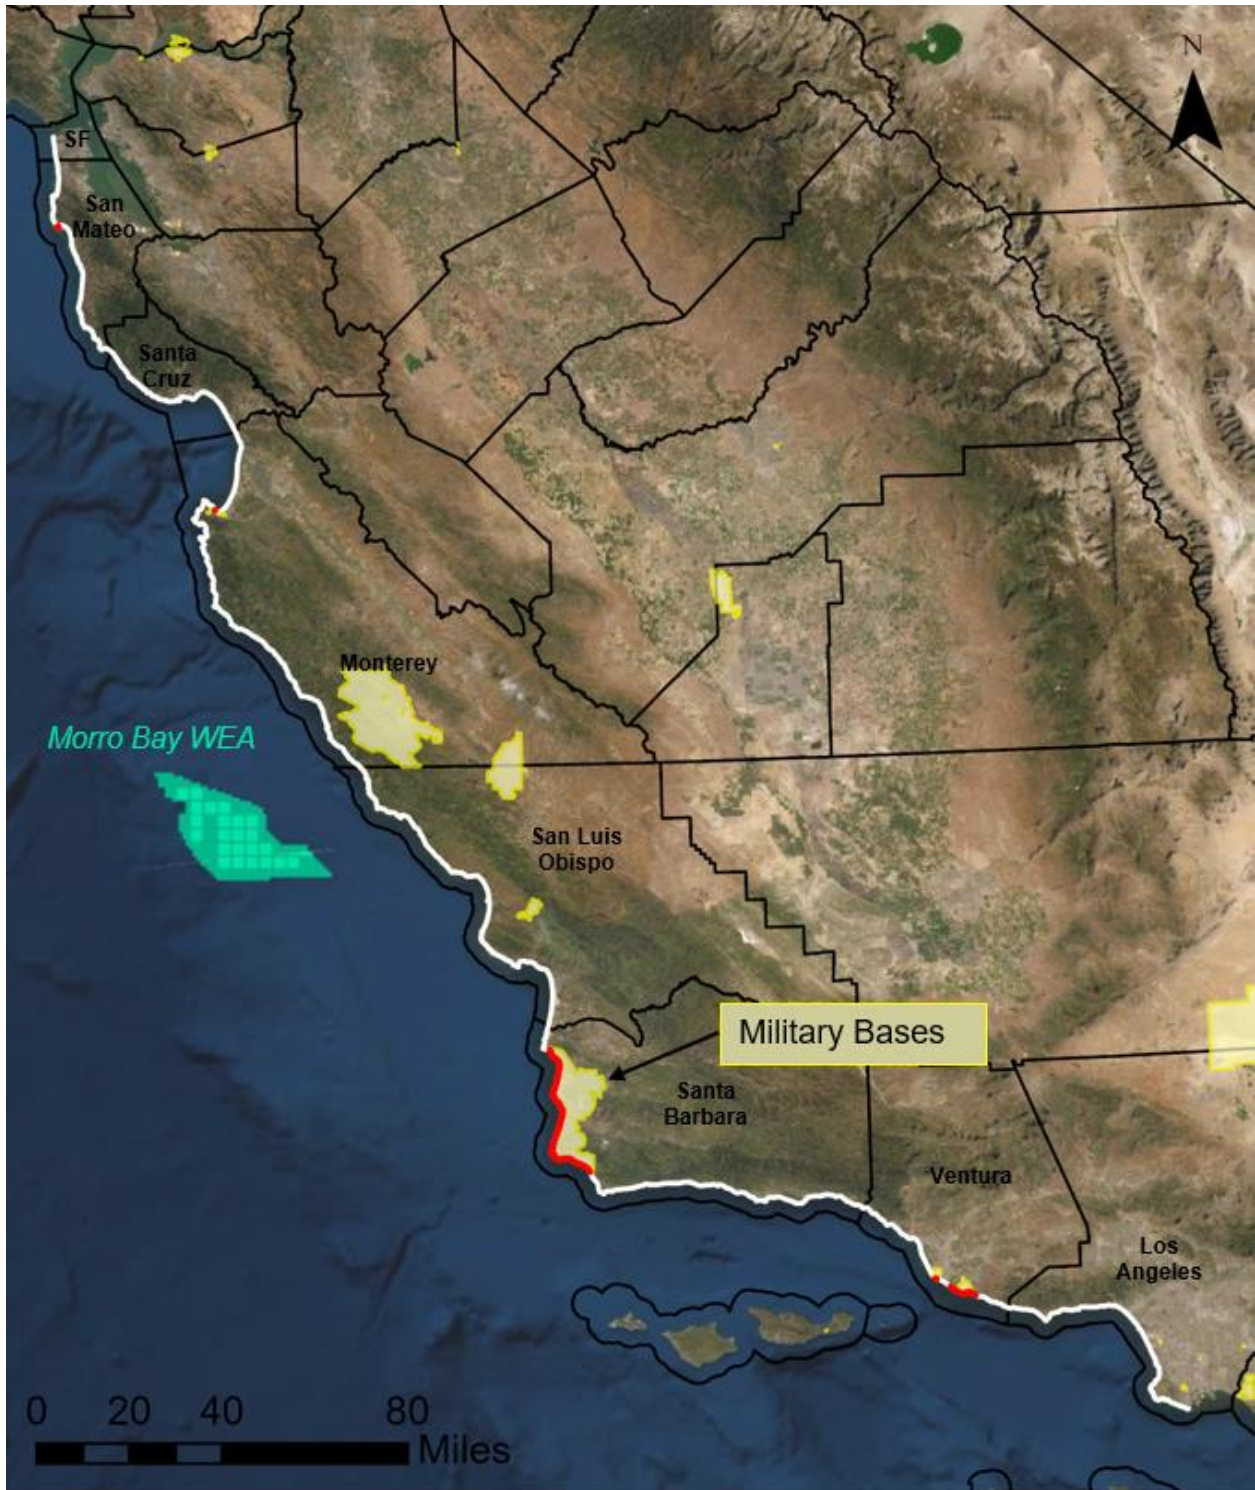 N
SF
San
Mateo
Santa
Cruz
Monterey
Morro Bay WEA
San Luis
Obispo
Military Bases
Santa
Barbara
Ventura
Los
Angeles
0 20 40 80
Miles